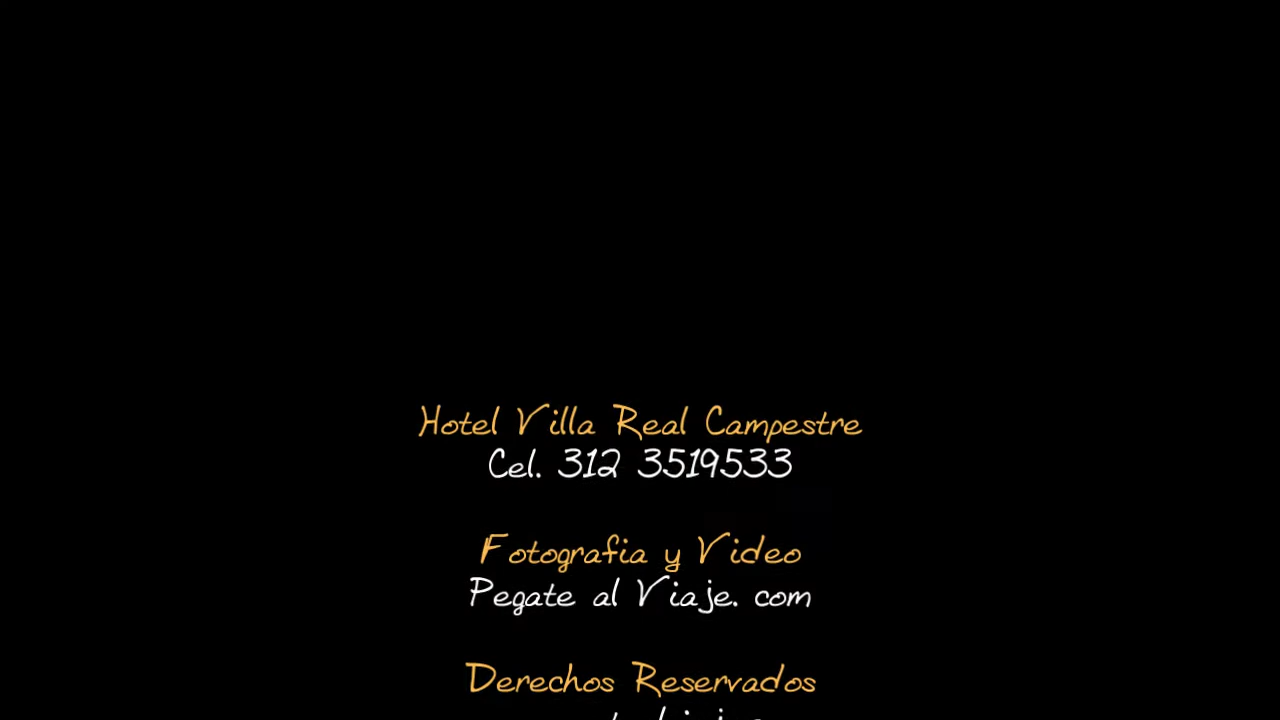 Hotel Villa Real Campestre
Cel. 312 3519533
Fotografia y Video
Pegate al Viaje. com
Derechos Reservados